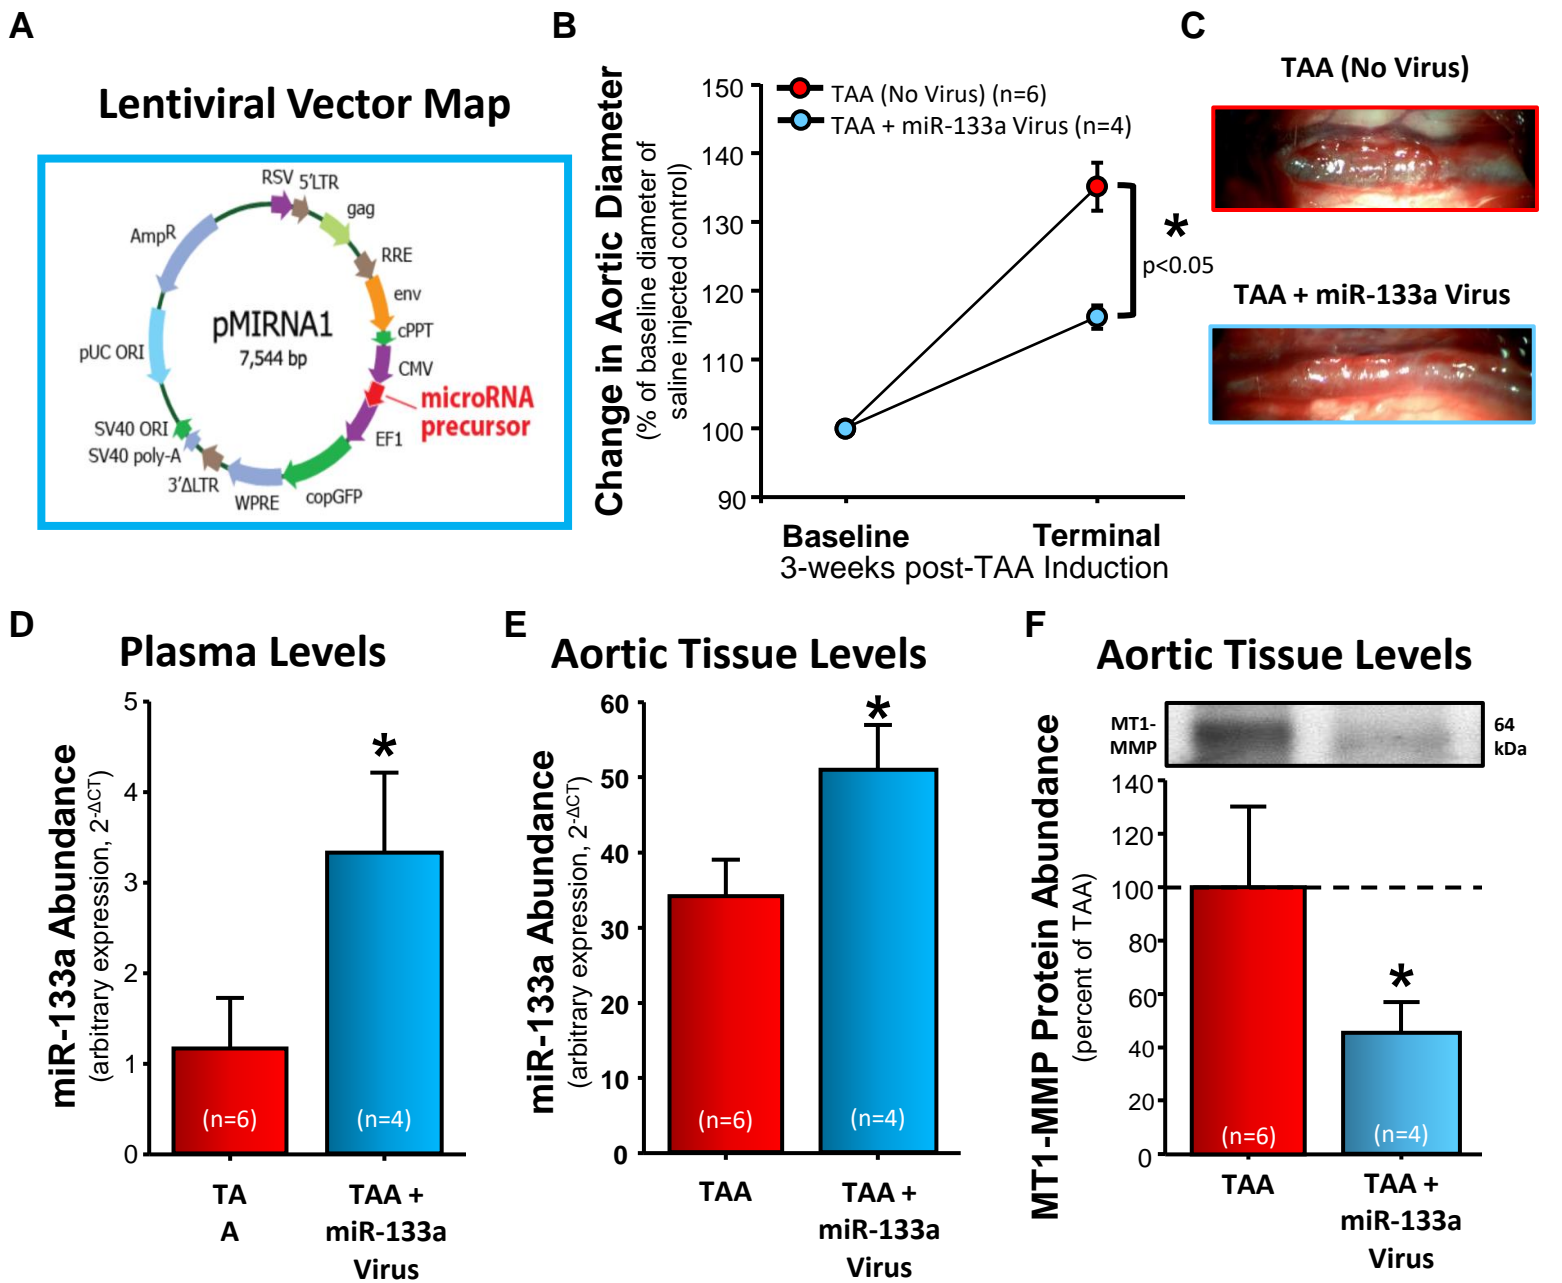 A
Lentiviral Vector Map
RSV
5'LTR
gag
RRE
env
cPPT
CMV
microRNA
precursor
EF1
copGFP
WPRE
3'ΔLTR
SV40 poly-A
SV40 ORI
pUC ORI
AmpR
pMIRNA1
7,544 bp
B
Change in Aortic Diameter
(% of baseline diameter of
saline injected control)
150
140
130
120
110
100
90
TAA (No Virus) (n=6)
TAA + miR-133a Virus (n=4)
*
p<0.05
Baseline
Terminal
3-weeks post-TAA Induction
C
TAA (No Virus)
TAA + miR-133a Virus
D
Plasma Levels
miR-133a Abundance
(arbitrary expression, 2-ΔCT)
5
4
3
2
1
0
*
(n=6)
(n=4)
TA
A
TAA +
miR-133a
Virus
E
Aortic Tissue Levels
miR-133a Abundance
(arbitrary expression, 2-ΔCT)
60
50
40
30
20
10
0
*
(n=6)
(n=4)
TAA
TAA +
miR-133a
Virus
F
Aortic Tissue Levels
MT1-
MMP
64
kDa
MT1-MMP Protein Abundance
(percent of TAA)
140
120
100
80
60
40
20
0
*
(n=6)
(n=4)
TAA
TAA +
miR-133a
Virus